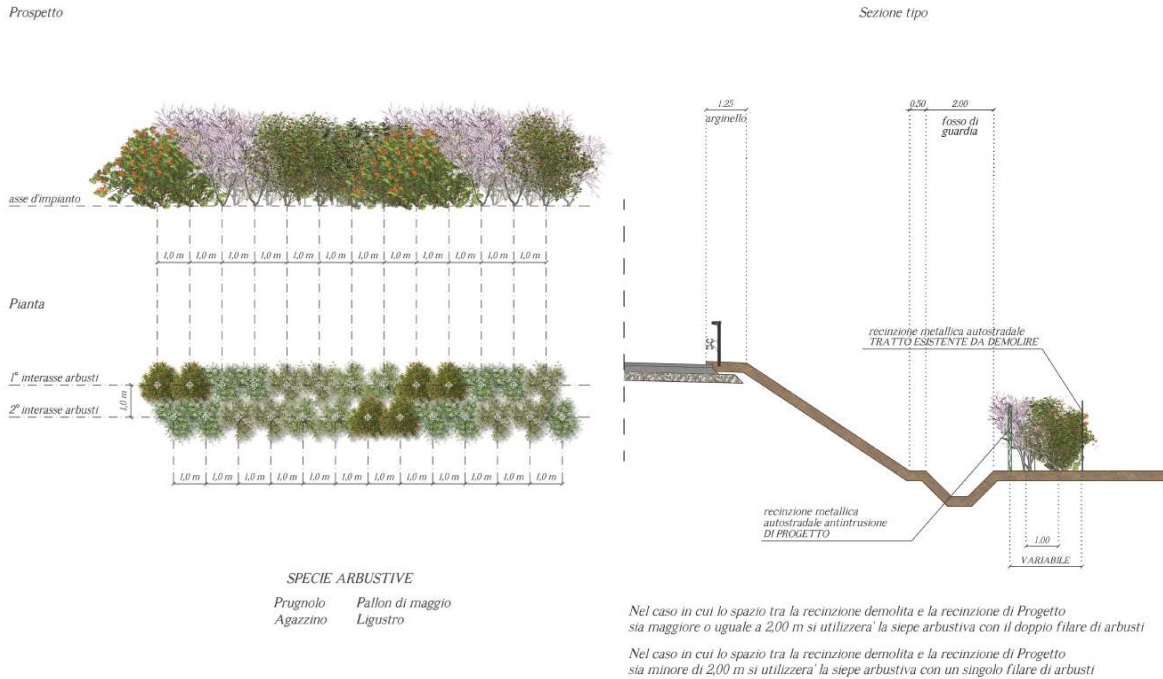 Prospetto
Sezione tipo
1.25
arginello
0.50
2.00
fosso di
guardia
asse d'impianto
1,0 m 1,0 m 1,0 m 1,0 m 1,0 m 1,0 m 1,0 m 1,0 m 1,0 m 1,0 m 1,0 m 1,0 m
Pianta
recinzione metallica autostradale
TRATTO ESISTENTE DA DEMOLIRE
1° interasse arbusti
1,0 m
2° interasse arbusti
1,0 m 1,0 m 1,0 m 1,0 m 1,0 m 1,0 m 1,0 m 1,0 m 1,0 m 1,0 m 1,0 m 1,0 m
recinzione metallica
autostradale antintrusione
DI PROGETTO
1.00
VARIABILE
SPECIE ARBUSTIVE
Prugnolo Pallon di maggio
Agazzino Ligustro
Nel caso in cui lo spazio tra la recinzione demolita e la recinzione di Progetto
sia maggiore o uguale a 2,00 m si utilizzera' la siepe arbustiva con il doppio filare di arbusti
Nel caso in cui lo spazio tra la recinzione demolita e la recinzione di Progetto
sia minore di 2,00 m si utilizzera' la siepe arbustiva con un singolo filare di arbusti